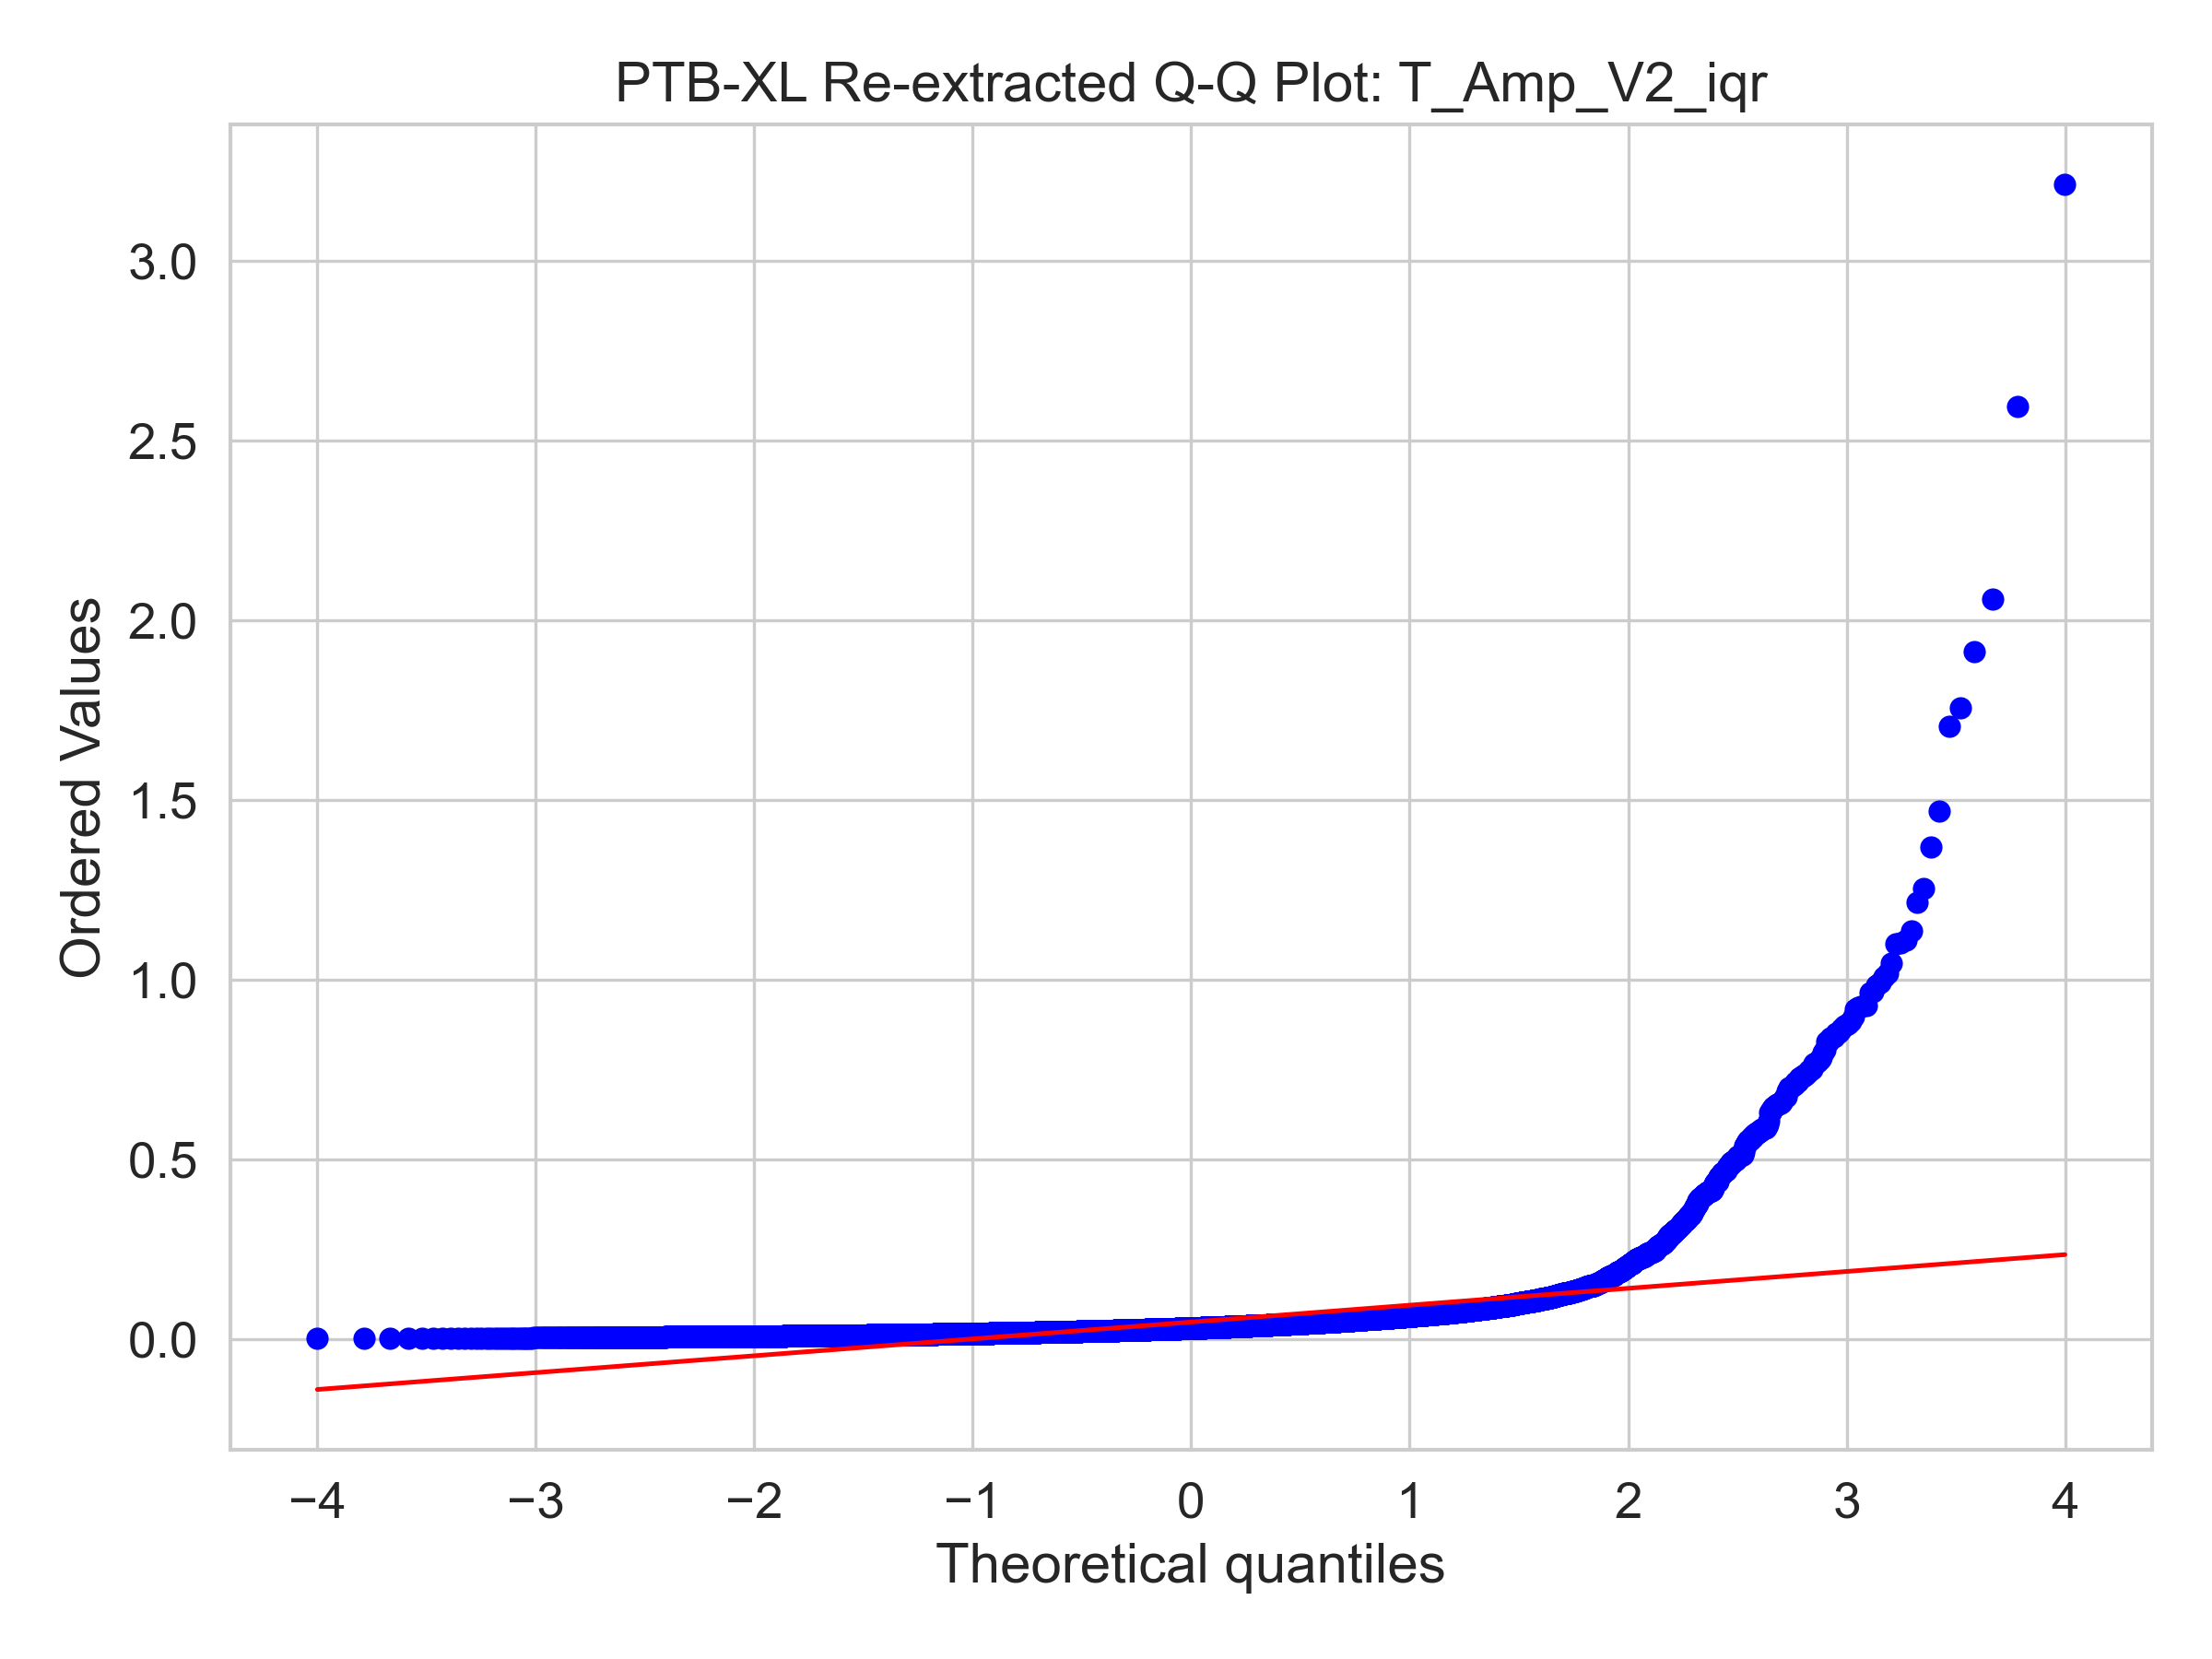 PTB-XL Re-extracted Q-Q Plot: T_Amp_V2_iqr
3.0
2.5
2.0
1.5
1.0
0.5
0.0
Ordered Values
−4 −3 −2 −1 0 1 2 3 4
Theoretical quantiles